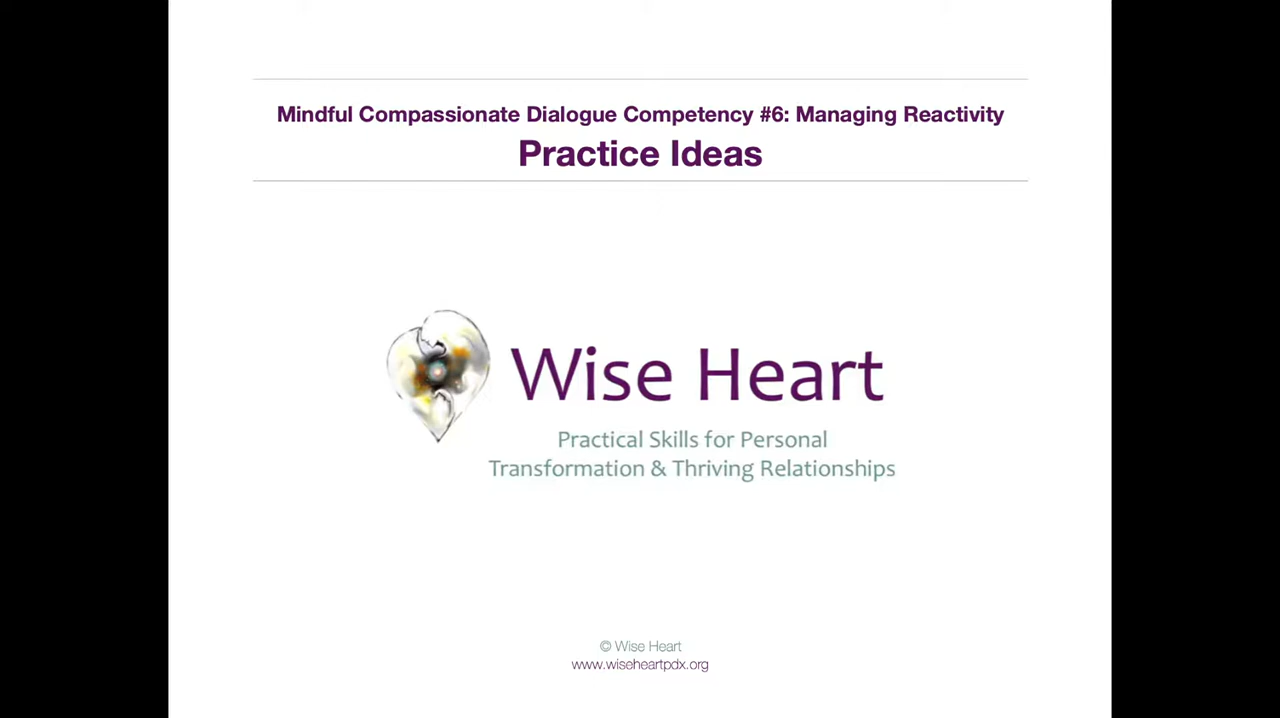 Mindful Compassionate Dialogue Competency #6: Managing Reactivity
Practice Ideas
Wise Heart
Practical Skills for Personal
Transformation & Thriving Relationships
© Wise Heart
www.wiseheartpdx.org